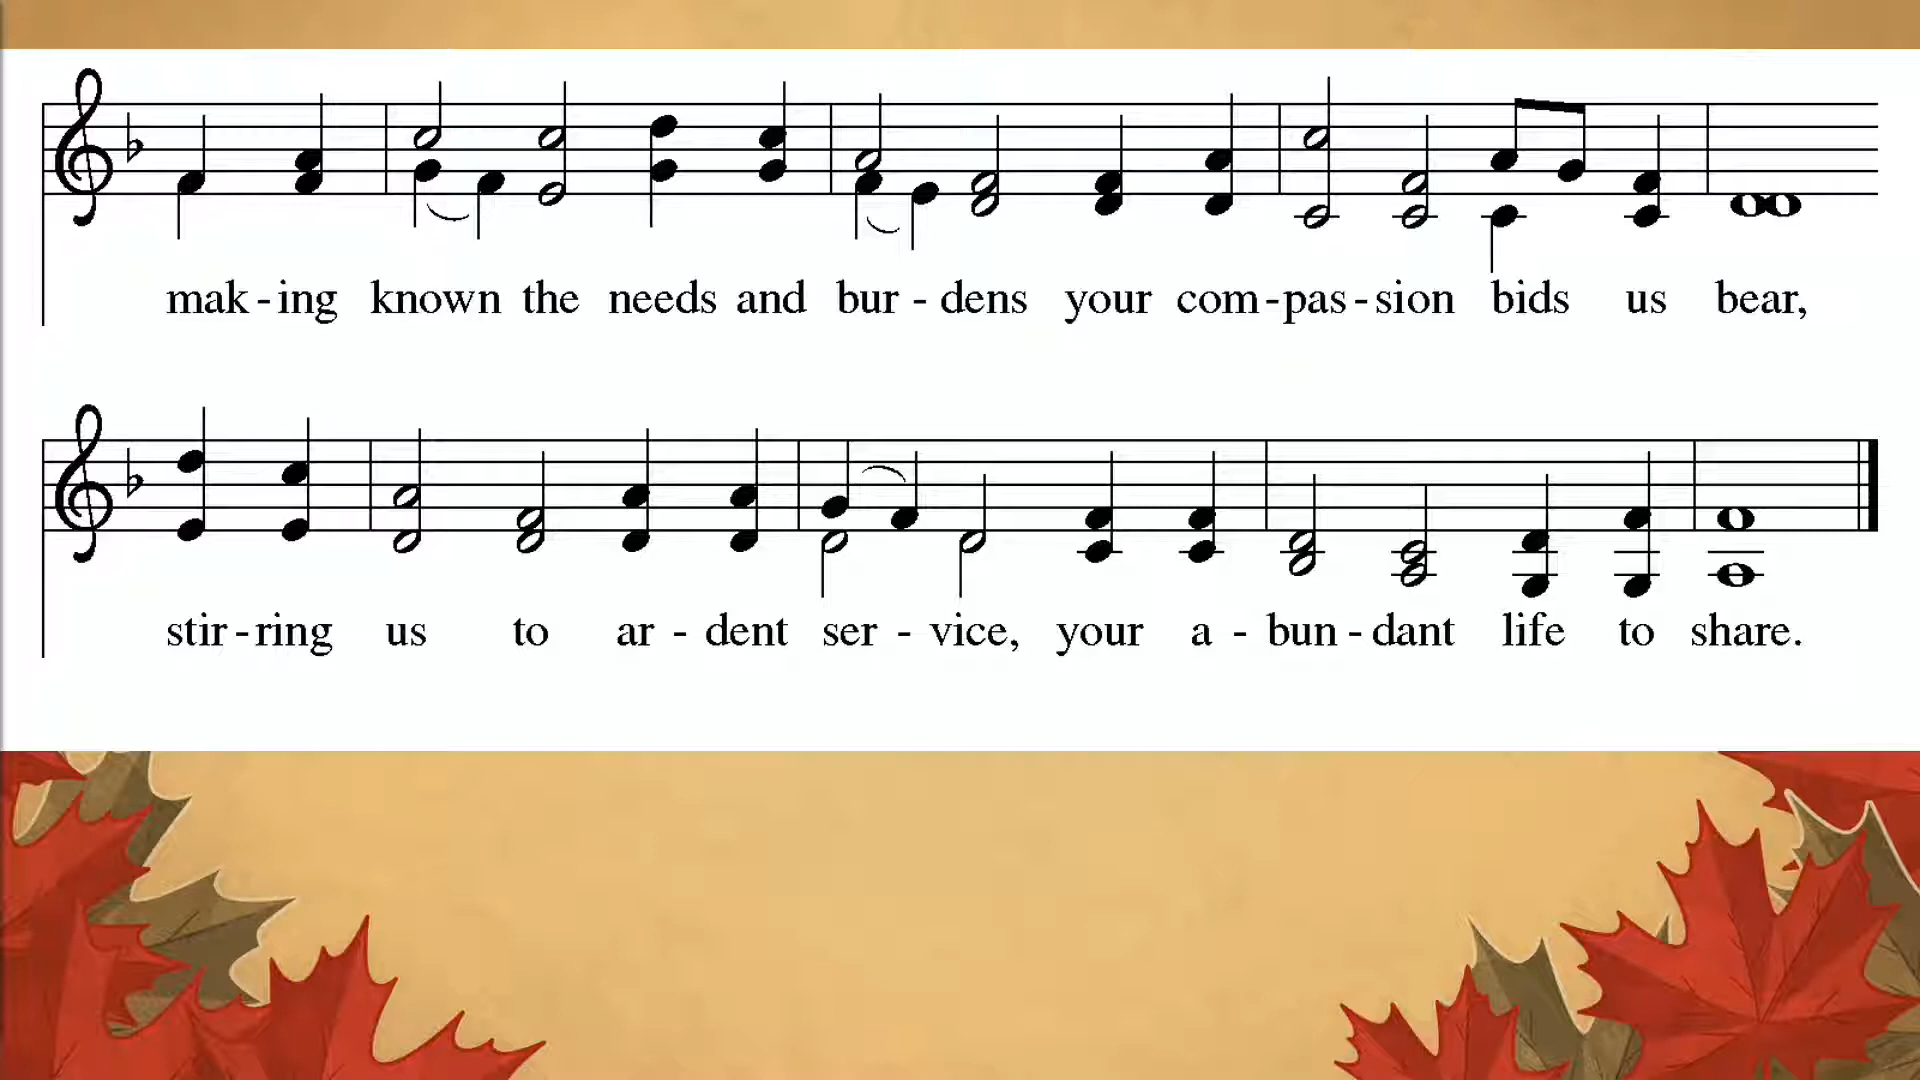 mak - ing known the needs and bur - dens your com - pas - sion bids us bear,
stir - ring us to ar - dent ser - vice, your a - bun - dant life to share.